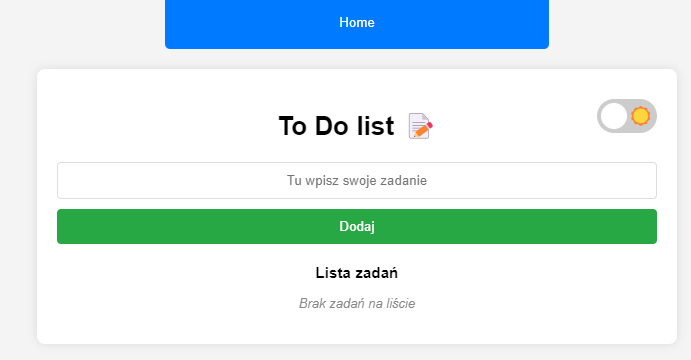 Home
To Do list
Tu wpisz swoje zadanie
Dodaj
Lista zadań
Brak zadań na liście